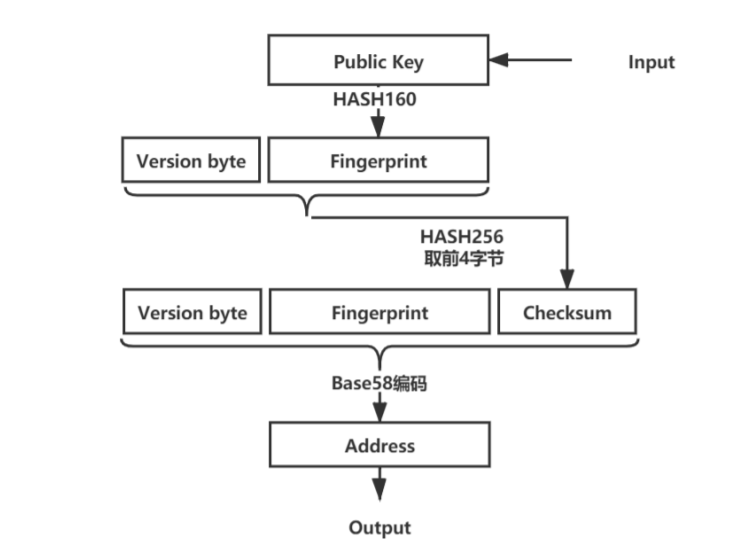 Public Key
Input
HASH160
Version byte
Fingerprint
HASH256
取前4字节
Version byte
Fingerprint
Checksum
Base58编码
Address
Output